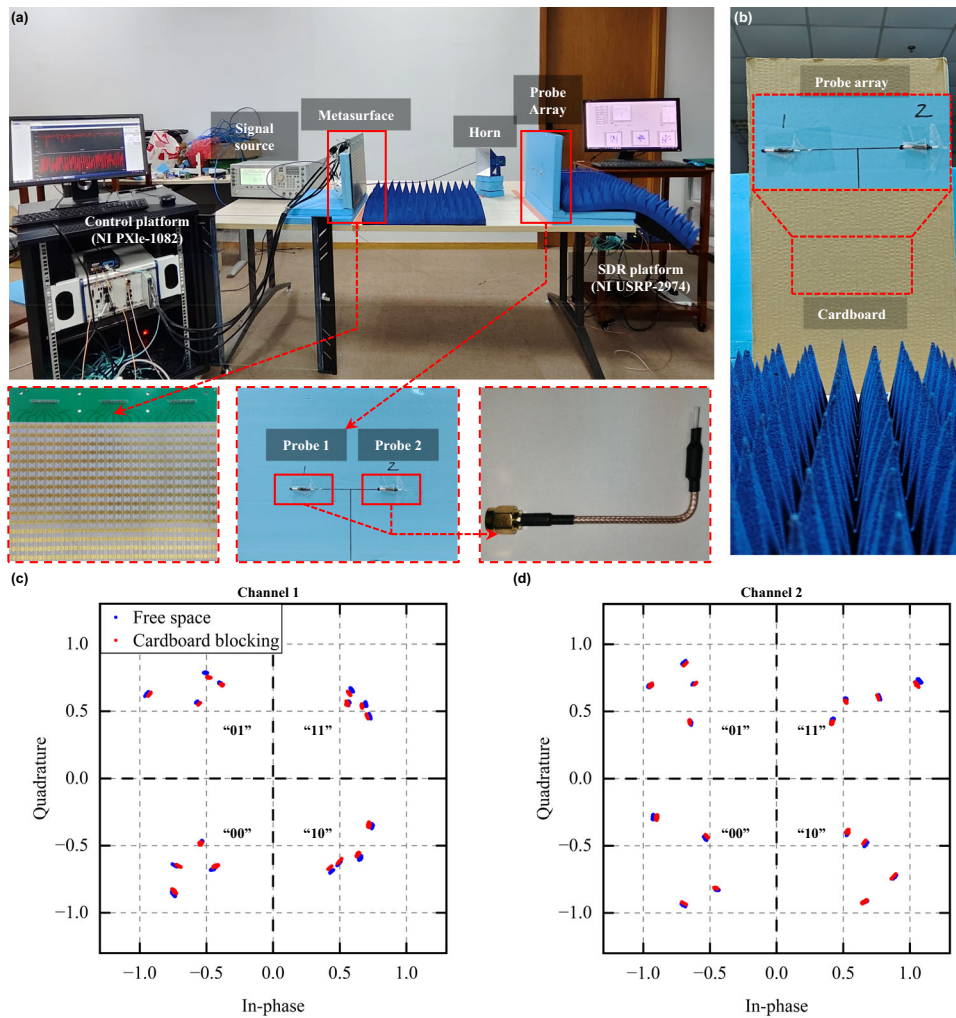 (a)
Signal
source
Metasurface
Horn
Probe
Array
Control platform
(NI PXle-1082)
SDR platform
(NI USRP-2974)
Probe 1
Probe 2
1
2
(b)
Probe array
1
2
Cardboard
(c)
Channel 1
Free space
Cardboard blocking
1.0
0.5
0.0
−0.5
−1.0
Quadrature
“01”
“11”
“00”
“10”
−1.0
−0.5
0.0
0.5
1.0
In-phase
(d)
Channel 2
1.0
0.5
0.0
−0.5
−1.0
Quadrature
“01”
“11”
“00”
“10”
−1.0
−0.5
0.0
0.5
1.0
In-phase